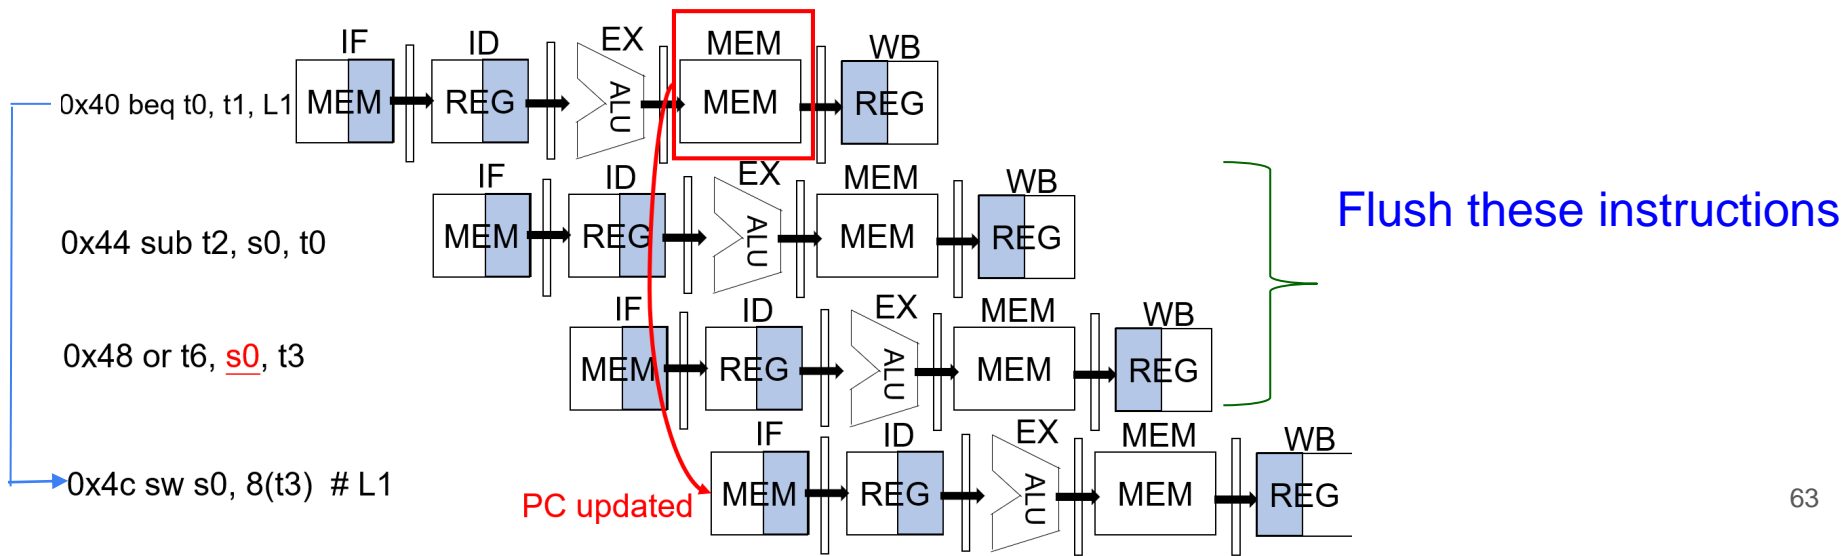 IF ID EX MEM WB
0x40 beq t0, t1, L1 MEM REG ALU MEM REG
IF ID EX MEM WB
0x44 sub t2, s0, t0 MEM REG ALU MEM REG
Flush these instructions
IF ID EX MEM WB
0x48 or t6, s0, t3 MEM REG ALU MEM REG
IF ID EX MEM WB
0x4c sw s0, 8(t3) # L1 MEM REG ALU MEM REG
PC updated
63